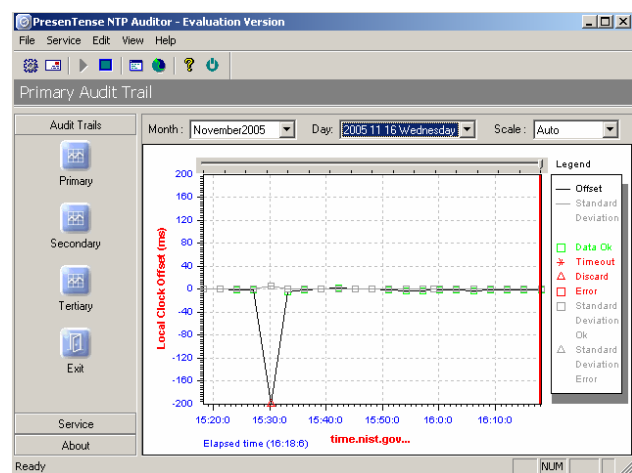 PresenTense NTP Auditor - Evaluation Version
File Service Edit View Help
Primary Audit Trail
Audit Trails
Primary
Secondary
Tertiary
Exit
Service
About
Month : November2005 Day: 2005 11 16 Wednesday Scale : Auto
Local Clock Offset (ms)
200
160
120
80
40
0
-40
-80
-120
-160
-200
15:20:0 15:30:0 15:40:0 15:50:0 16:0:0 16:10:0
Elapsed time (16:18:6) time.nist.gov...
Legend
Offset
Standard
Deviation
Data Ok
Timeout
Discard
Error
Standard
Deviation
Ok
Standard
Deviation
Error
Ready NUM